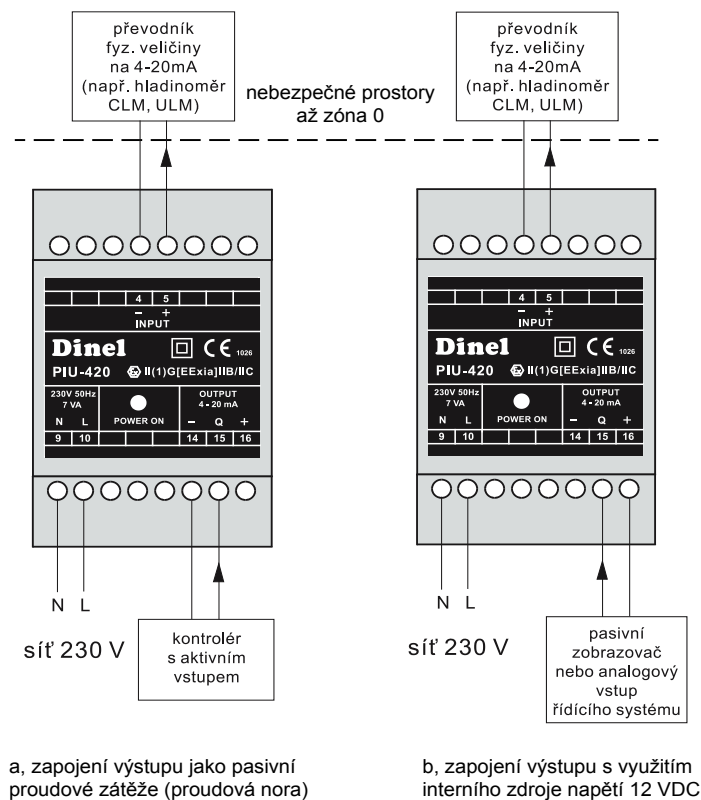 převodník
fyz. veličiny
na 4-20mA
(např. hladinoměr
CLM, ULM)
nebezpečné prostory
až zóna 0
převodník
fyz. veličiny
na 4-20mA
(např. hladinoměr
CLM, ULM)
4 5
– +
INPUT
Dinel CE 1026
PIU-420 Ex II(1)G[EExia]IIB/IIC
230V 50Hz
7 VA
OUTPUT
4 - 20 mA
N L POWER ON – Q +
9 10 14 15 16
N L
síť 230 V
kontrolér
s aktivním
vstupem
4 5
– +
INPUT
Dinel CE 1026
PIU-420 Ex II(1)G[EExia]IIB/IIC
230V 50Hz
7 VA
OUTPUT
4 - 20 mA
N L POWER ON – Q +
9 10 14 15 16
N L
síť 230 V
pasivní
zobrazovač
nebo analogový
vstup
řídícího systému
a, zapojení výstupu jako pasivní
proudové zátěže (proudová nora)
b, zapojení výstupu s využitím
interního zdroje napětí 12 VDC